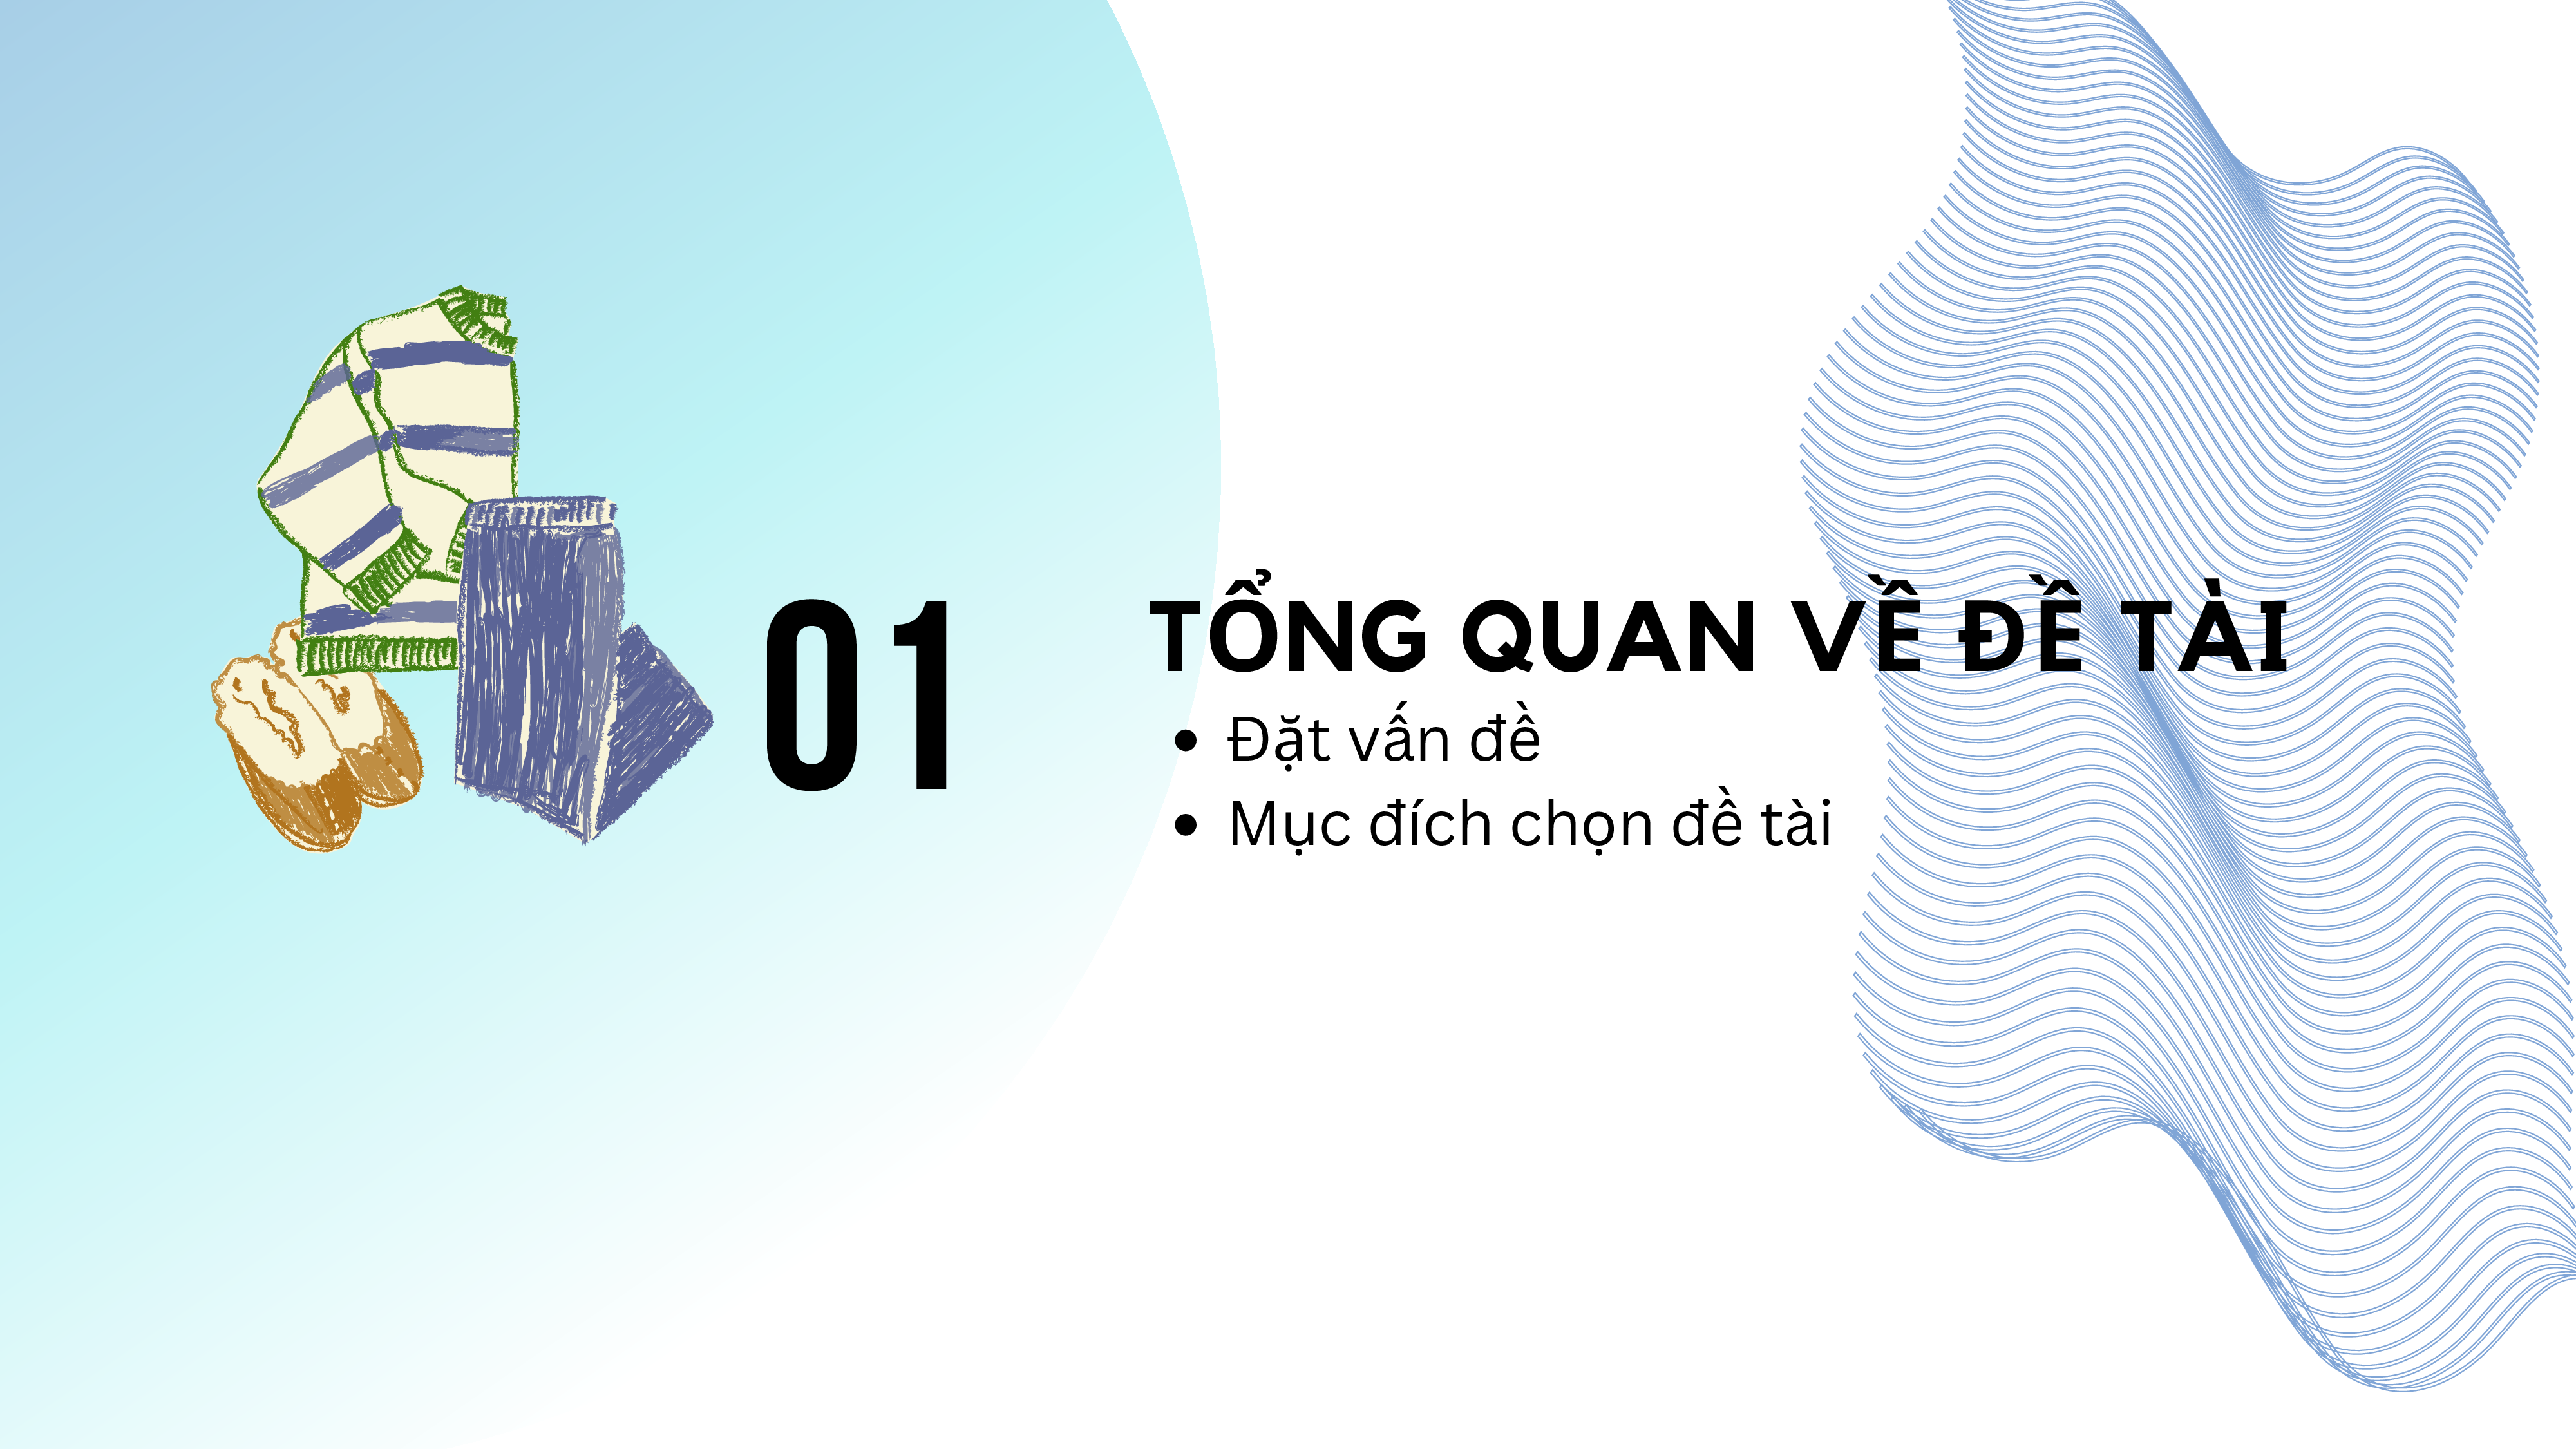 01
TỔNG QUAN VỀ ĐỀ TÀI
• Đặt vấn đề
• Mục đích chọn đề tài